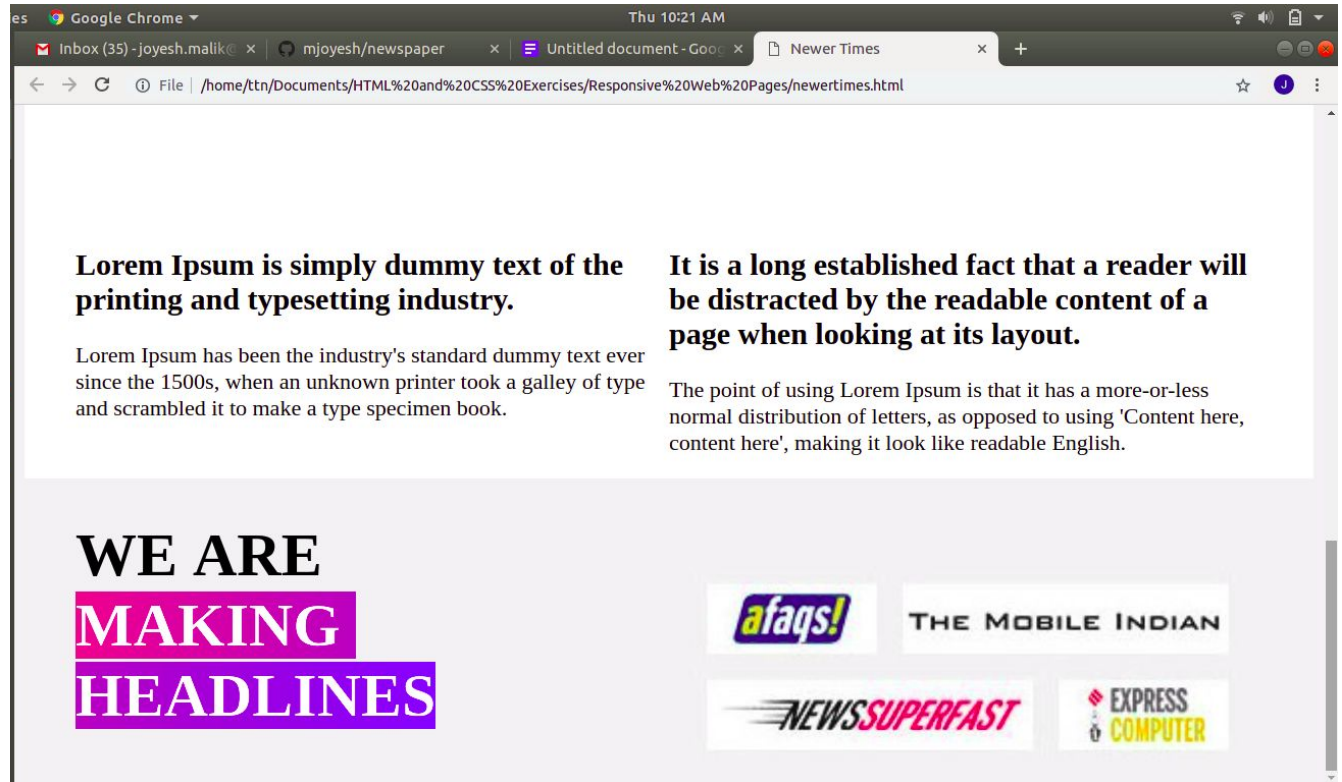 es Google Chrome Thu 10:21 AM
Inbox (35) - joyesh.malik@ mjoyesh/newspaper Untitled document - Goog Newer Times
File /home/ttn/Documents/HTML%20and%20CSS%20Exercises/Responsive%20Web%20Pages/newertimes.html J
Lorem Ipsum is simply dummy text of the
printing and typesetting industry.
Lorem Ipsum has been the industry's standard dummy text ever
since the 1500s, when an unknown printer took a galley of type
and scrambled it to make a type specimen book.
It is a long established fact that a reader will
be distracted by the readable content of a
page when looking at its layout.
The point of using Lorem Ipsum is that it has a more-or-less
normal distribution of letters, as opposed to using 'Content here,
content here', making it look like readable English.
WE ARE
MAKING
HEADLINES
afaqs!
THE MOBILE INDIAN
NEWSSUPERFAST
EXPRESS
COMPUTER